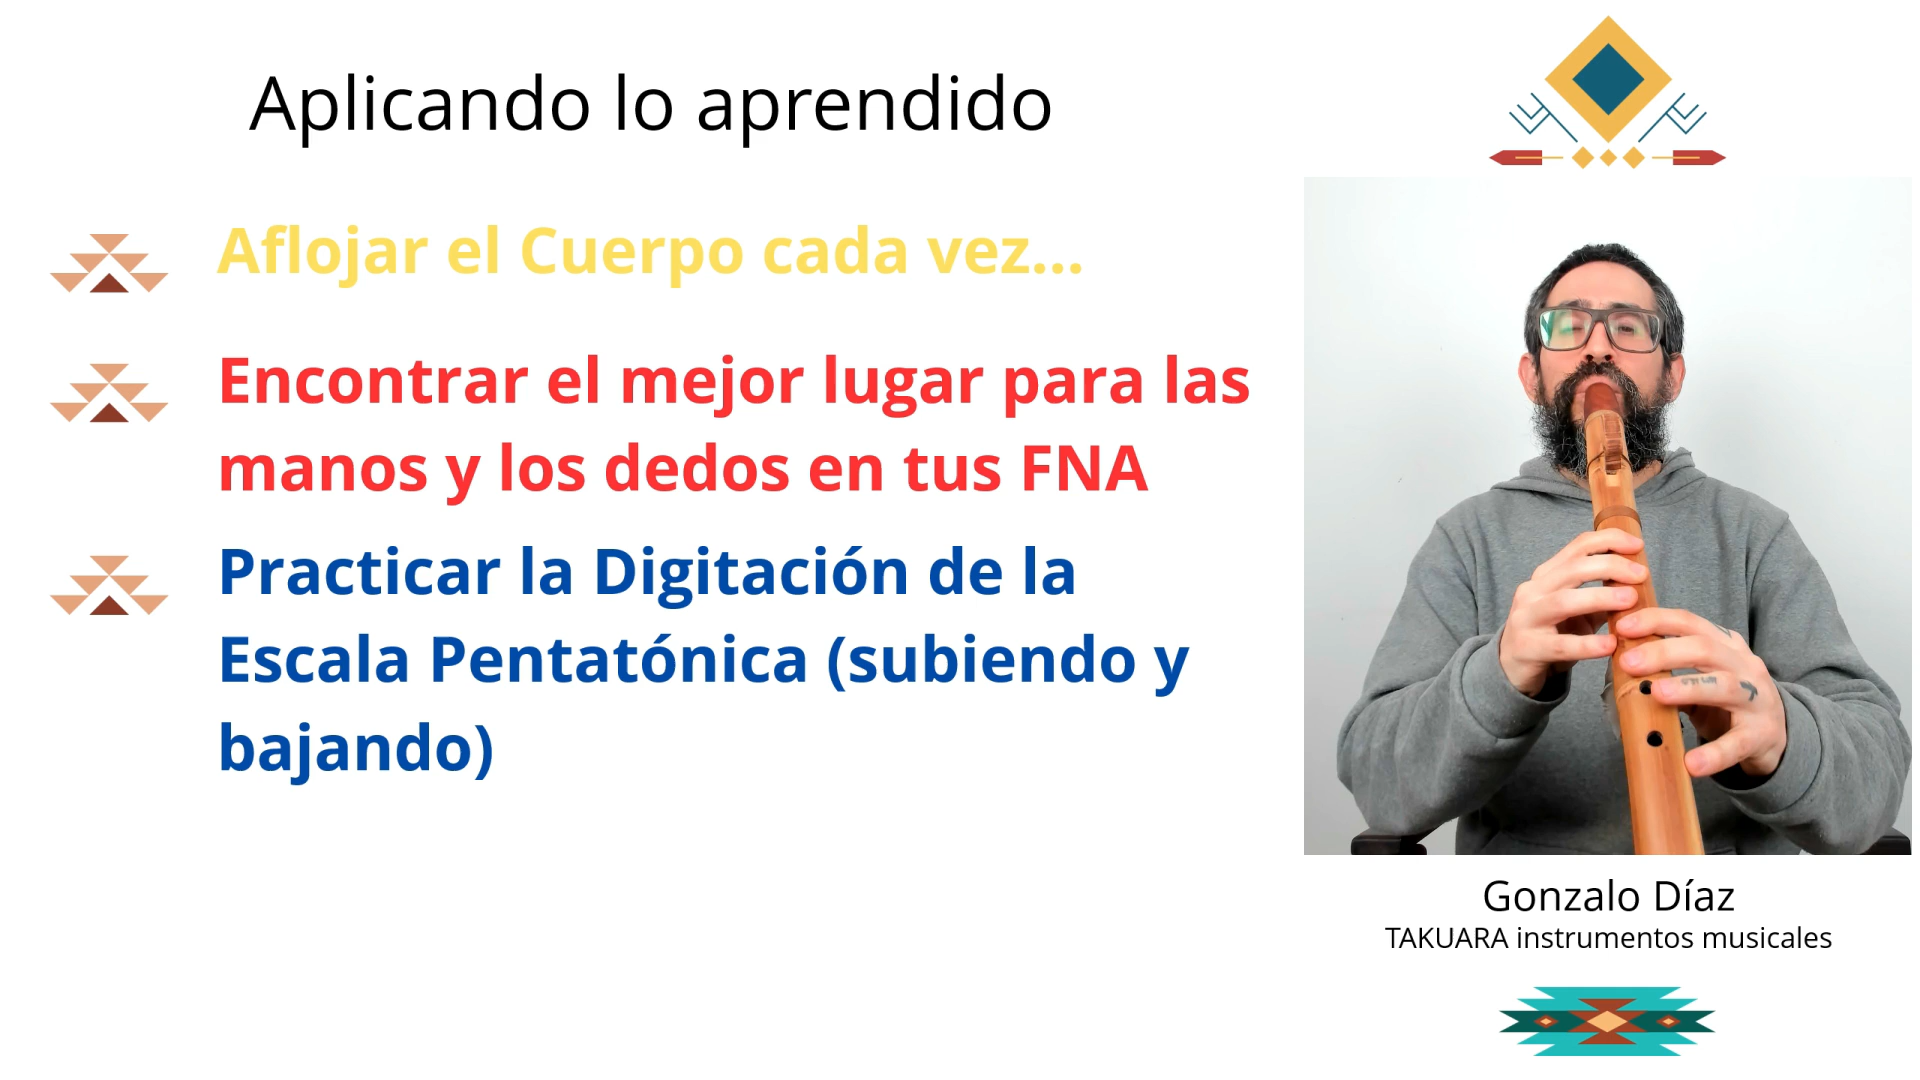 Aplicando lo aprendido
Aflojar el Cuerpo cada vez...
Encontrar el mejor lugar para las
manos y los dedos en tus FNA
Practicar la Digitación de la
Escala Pentatónica (subiendo y
bajando)
Gonzalo Díaz
TAKUARA instrumentos musicales